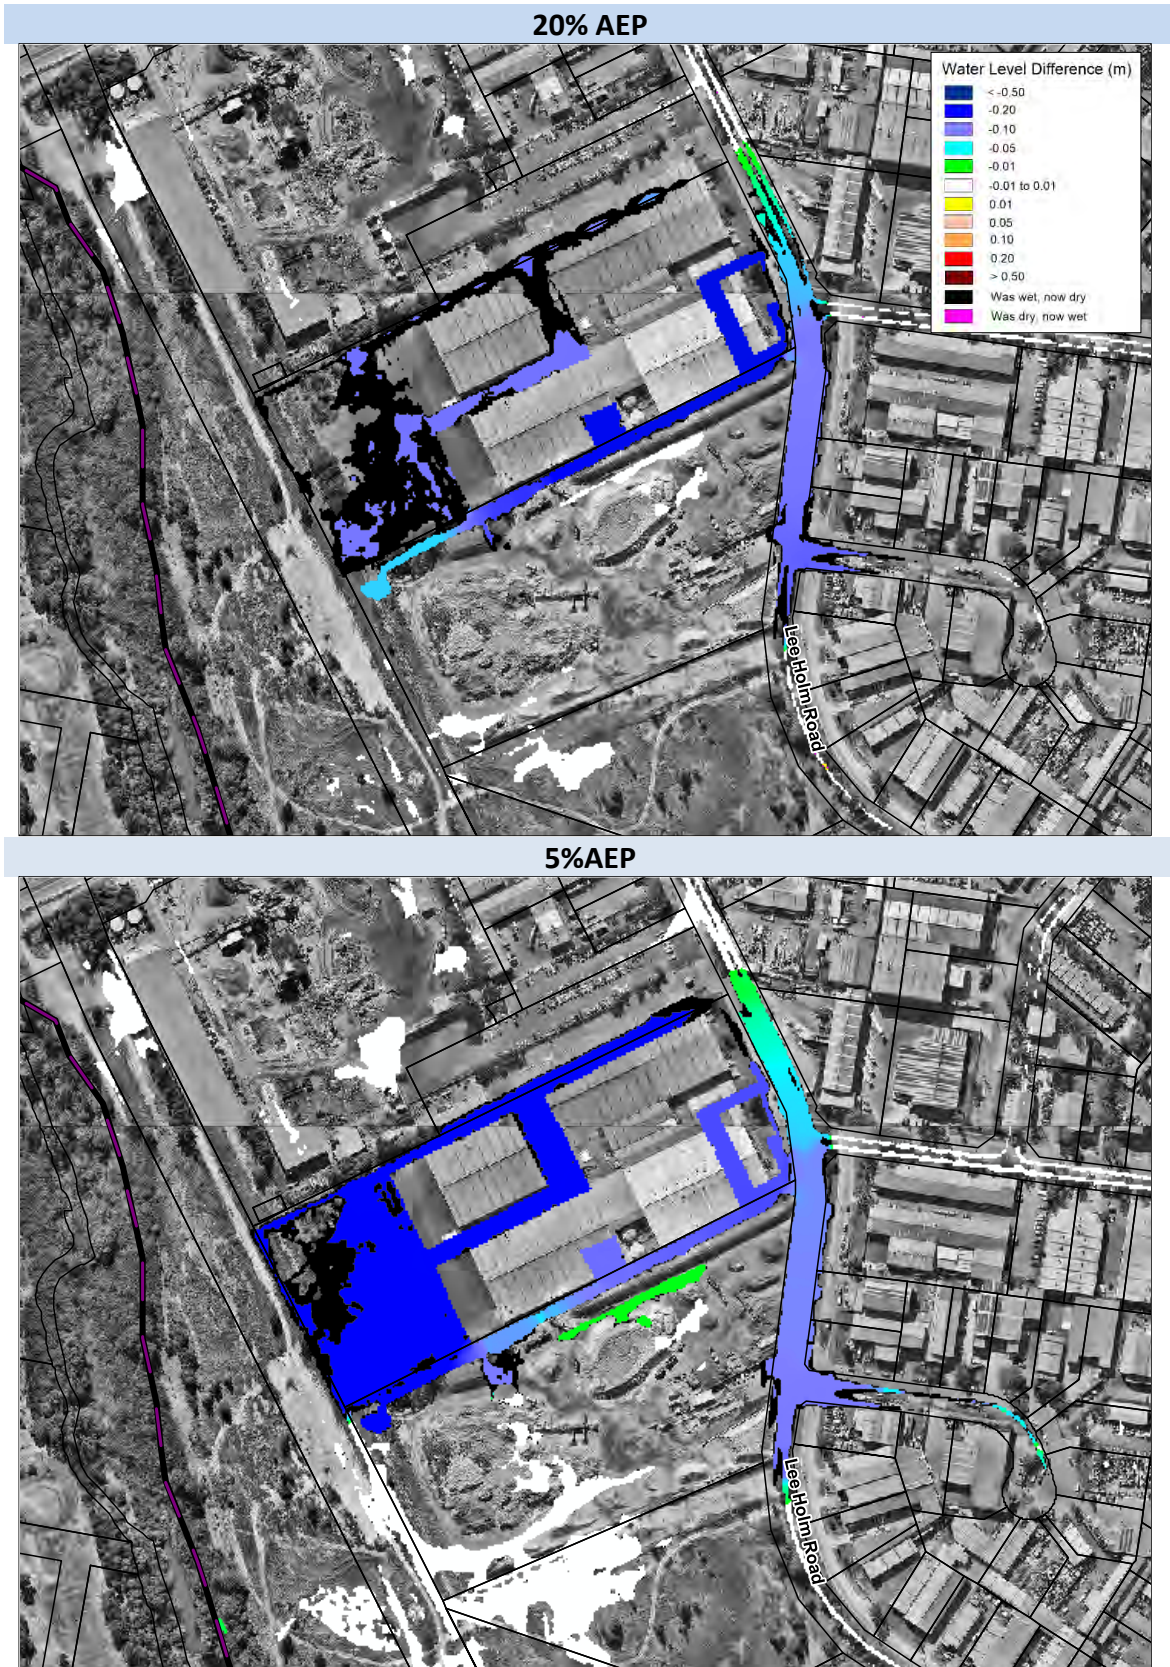 20% AEP
Water Level Difference (m)
< -0.50
-0.20
-0.10
-0.05
-0.01
-0.01 to 0.01
0.01
0.05
0.10
0.20
> 0.50
Was wet, now dry
Was dry, now wet
Lee Holm Road
5%AEP
Lee Holm Road